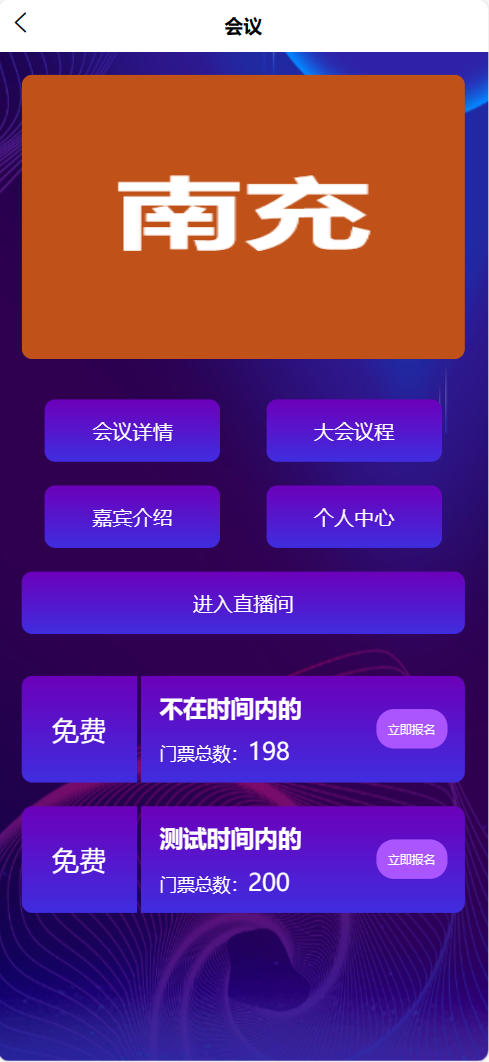 会议
南充
会议详情
大会议程
嘉宾介绍
个人中心
进入直播间
免费
不在时间内的
门票总数：198
立即报名
免费
测试时间内的
门票总数：200
立即报名